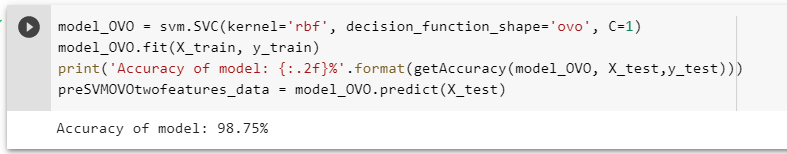 model_OVO = svm.SVC(kernel='rbf', decision_function_shape='ovo', C=1)
model_OVO.fit(X_train, y_train)
print('Accuracy of model: {:.2f}%'.format(getAccuracy(model_OVO, X_test,y_test)))
preSVMOVOtwofeatures_data = model_OVO.predict(X_test)
Accuracy of model: 98.75%